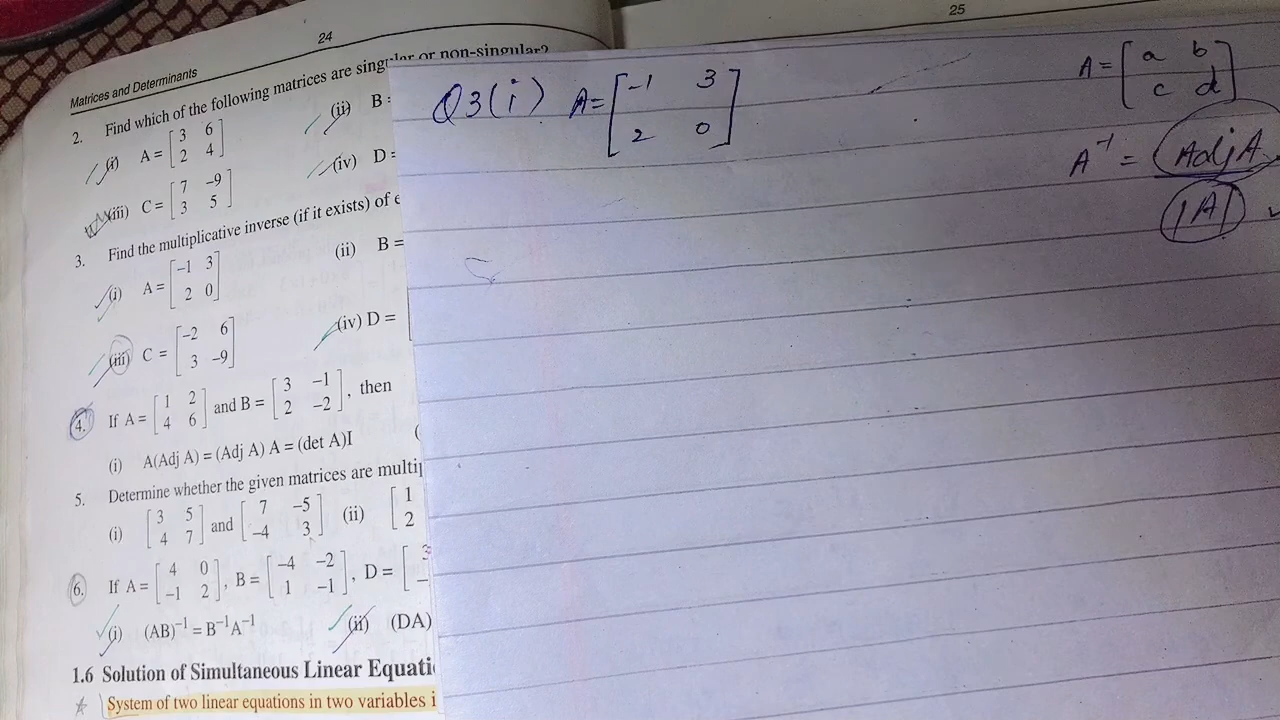 24
Matrices and Determinants
2. Find which of the following matrices are singular or non-singular?
(i) A = [3 6
2 4]
(ii) B =
(iii) C = [7 -9
3 5]
(iv) D =
3. Find the multiplicative inverse (if it exists) of e
(i) A = [-1 3
2 0]
(ii) B =
(iii) C = [-2 6
3 -9]
(iv) D =
4. If A = [1 2
4 6] and B = [3 -1
2 -2], then
(i) A(Adj A) = (Adj A) A = (det A)I
(
5. Determine whether the given matrices are multip
(i) [3 5
4 7] and [7 -5
-4 3] (ii) [1
2
6. If A = [4 0
-1 2], B = [-4 -2
1 -1], D = [3
-
(i) (AB)⁻¹ = B⁻¹A⁻¹
(ii) (DA)
1.6 Solution of Simultaneous Linear Equati
System of two linear equations in two variables i
25
Q3(i) A = [-1 3
2 0]
A = [a b
c d]
A⁻¹ = Adj A
|A|